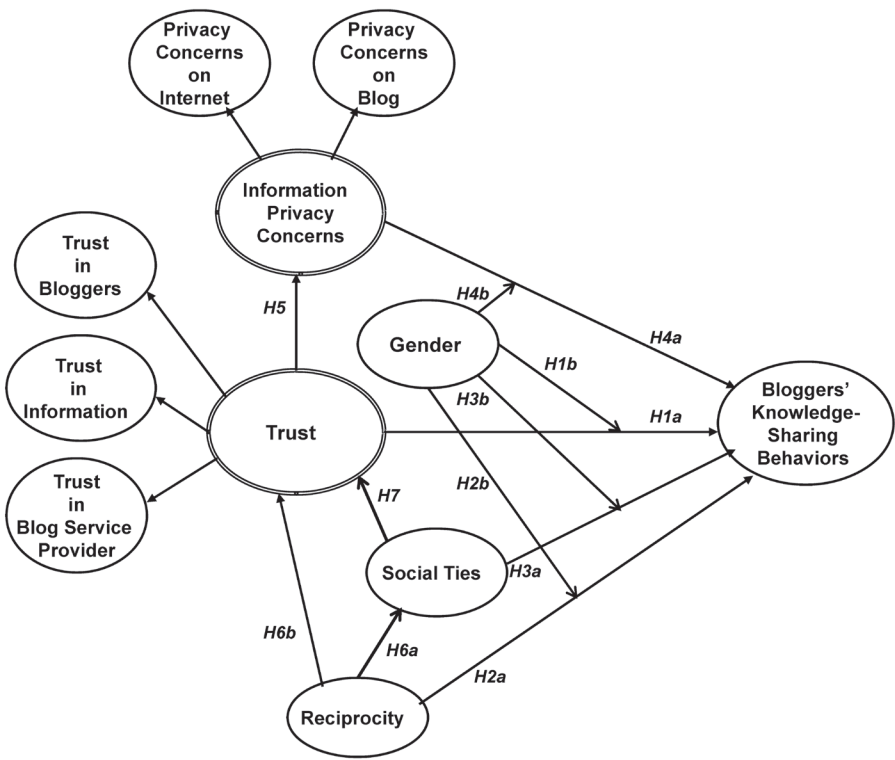 Privacy
Concerns
on
Internet
Privacy
Concerns
on
Blog
Information
Privacy
Concerns
Trust
in
Bloggers
H5
H4b
Gender
H4a
H1b
Trust
in
Information
H3b
Bloggers’
Knowledge-
Sharing
Behaviors
Trust
H1a
Trust
in
Blog Service
Provider
H2b
H7
Social Ties
H3a
H6b
H6a
H2a
Reciprocity